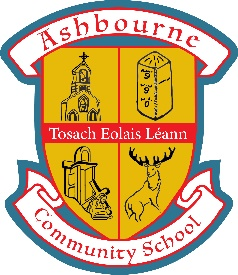 Ashbourne
Tosach Eolais Léann
Community School